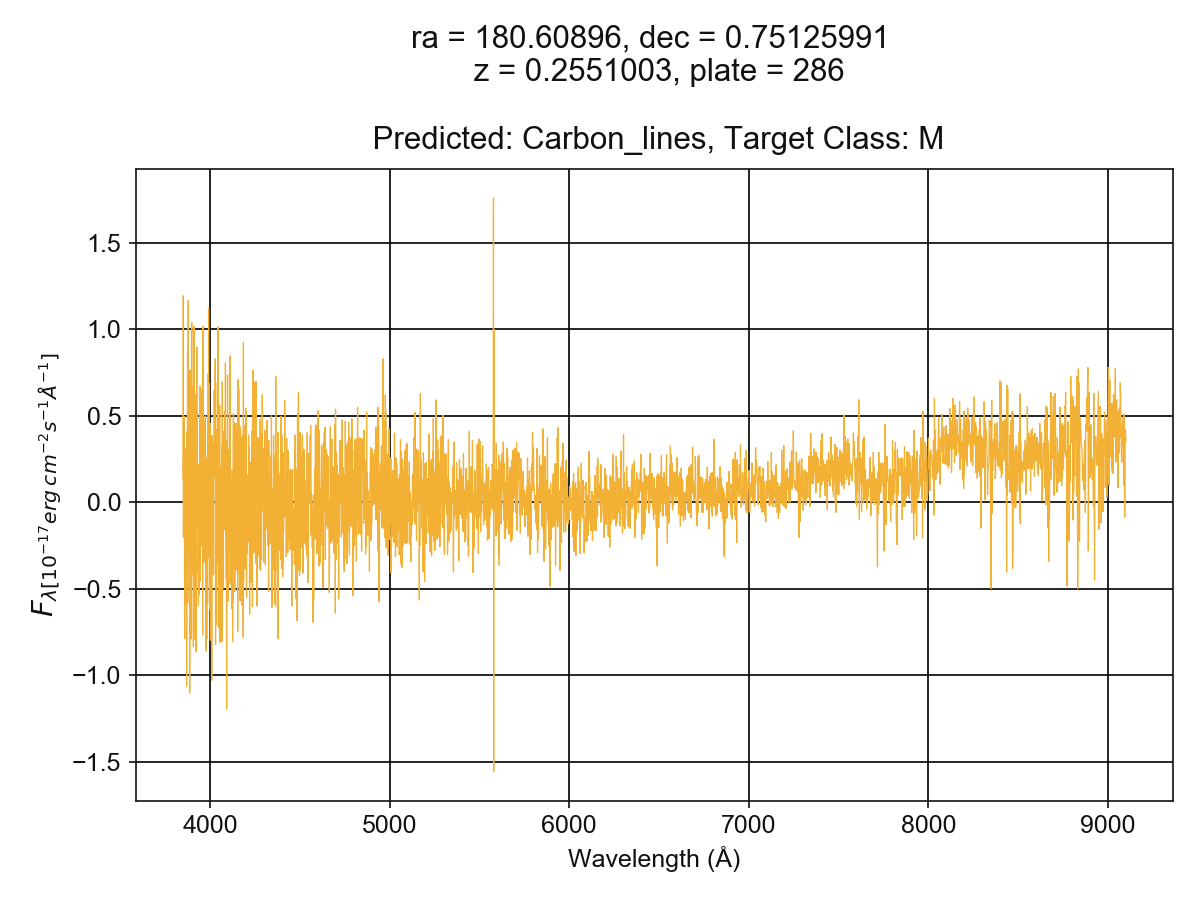 ra = 180.60896, dec = 0.75125991
z = 0.2551003, plate = 286
Predicted: Carbon_lines, Target Class: M
1.5
1.0
0.5
0.0
−0.5
−1.0
−1.5
F_{λ[10^{−17} erg cm^{−2}s^{−1}Å^{−1}]}
4000 5000 6000 7000 8000 9000
Wavelength (Å)